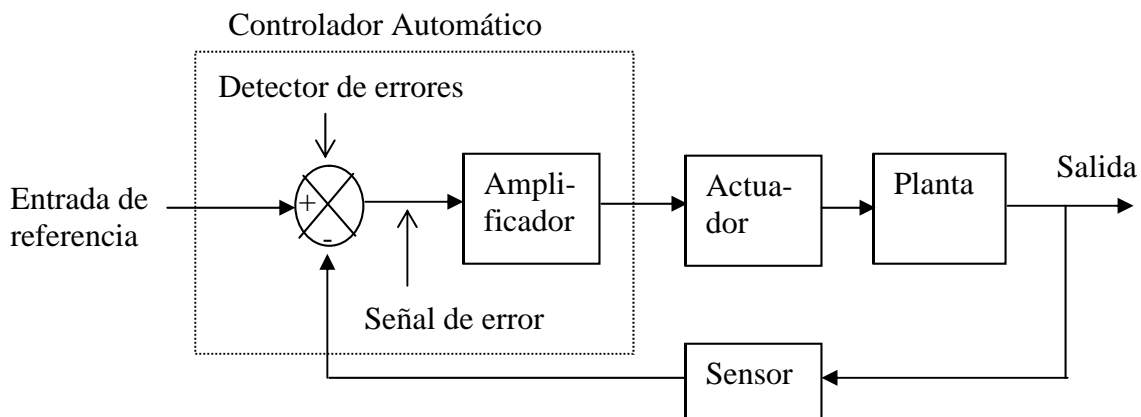 Controlador Automático
Detector de errores
Entrada de
referencia
+
-
Señal de error
Ampli-
ficador
Actua-
dor
Planta
Salida
Sensor